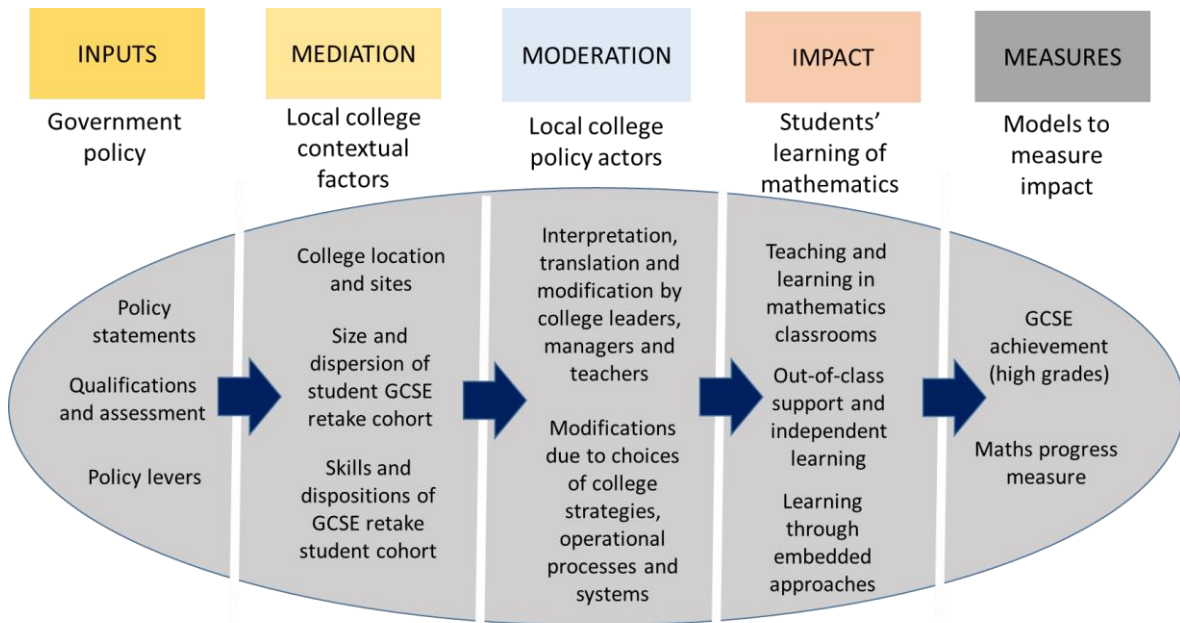 INPUTS
Government
policy
MEDIATION
Local college
contextual
factors
MODERATION
Local college
policy actors
IMPACT
Students’
learning of
mathematics
MEASURES
Models to
measure
impact
Policy
statements
Qualifications
and assessment
Policy levers
College location
and sites
Size and
dispersion of
student GCSE
retake cohort
Skills and
dispositions of
GCSE retake
student cohort
Interpretation,
translation and
modification by
college leaders,
managers and
teachers
Modifications
due to choices
of college
strategies,
operational
processes and
systems
Teaching and
learning in
mathematics
classrooms
Out-of-class
support and
independent
learning
Learning
through
embedded
approaches
GCSE
achievement
(high grades)
Maths progress
measure